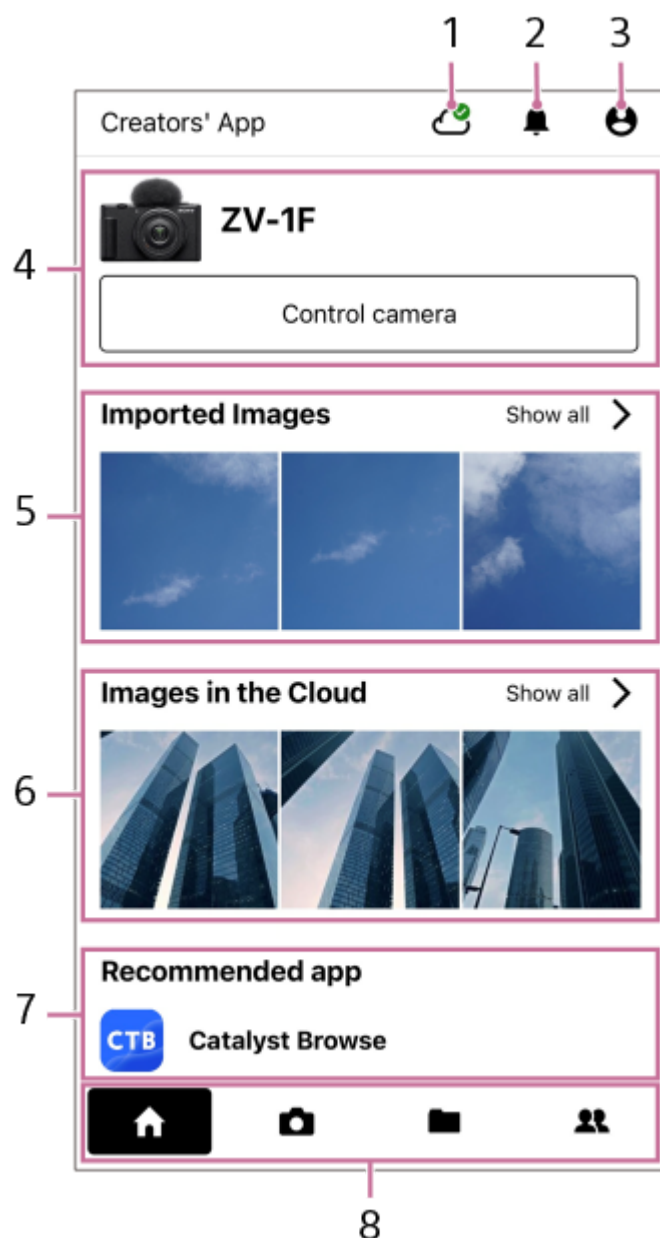 1 2 3
Creators' App
4
ZV-1F
Control camera
5
Imported Images Show all
6
Images in the Cloud Show all
7
Recommended app
CTB Catalyst Browse
8